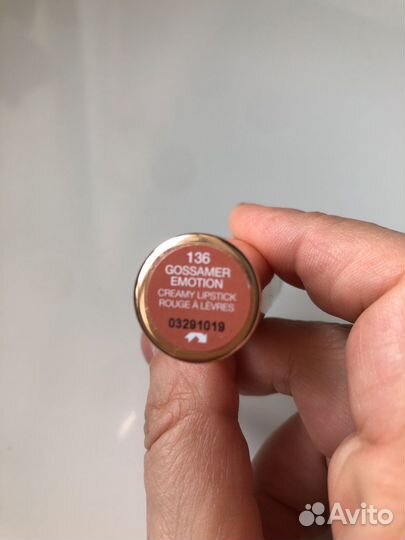 136
GOSSAMER
EMOTION
CREAMY LIPSTICK
ROUGE À LÈVRES
03291019
Avito